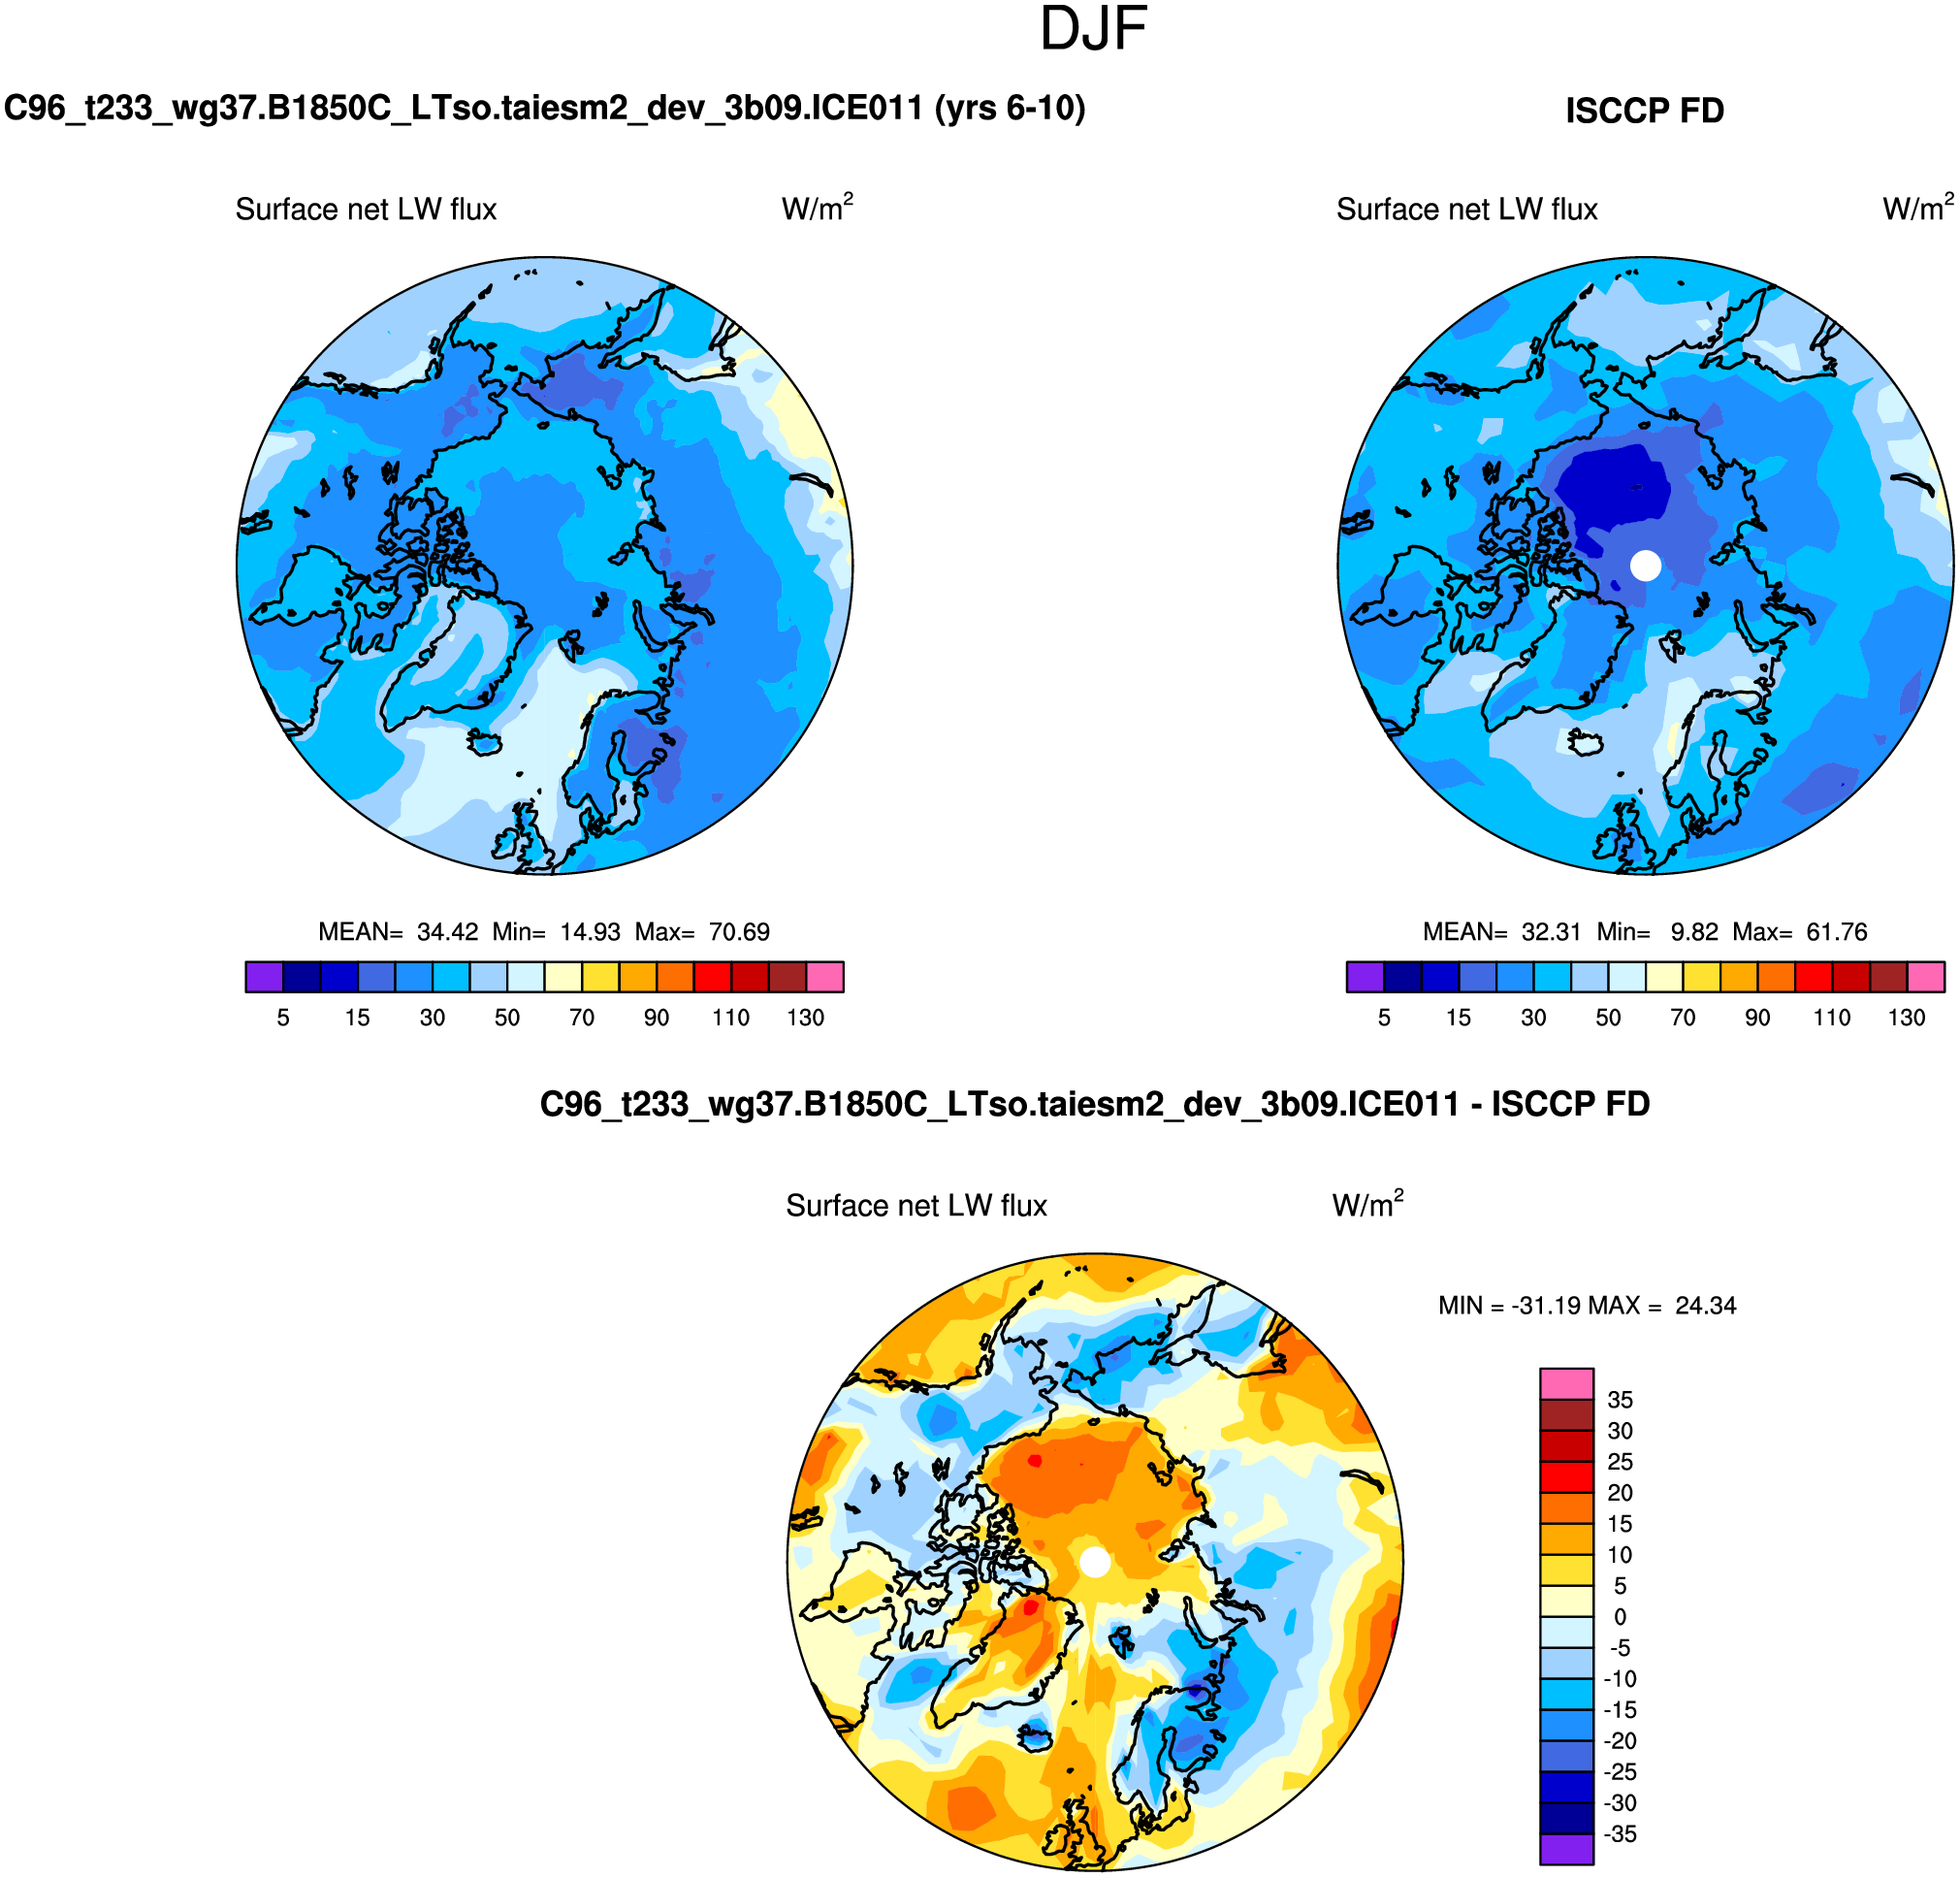 DJF
C96_t233_wg37.B1850C_LTso.taiesm2_dev_3b09.ICE011 (yrs 6-10)
ISCCP FD
Surface net LW flux W/m2
Surface net LW flux W/m2
MEAN= 34.42 Min= 14.93 Max= 70.69
MEAN= 32.31 Min= 9.82 Max= 61.76
5 15 30 50 70 90 110 130
5 15 30 50 70 90 110 130
C96_t233_wg37.B1850C_LTso.taiesm2_dev_3b09.ICE011 - ISCCP FD
Surface net LW flux W/m2
MIN = -31.19 MAX = 24.34
35
30
25
20
15
10
5
0
-5
-10
-15
-20
-25
-30
-35